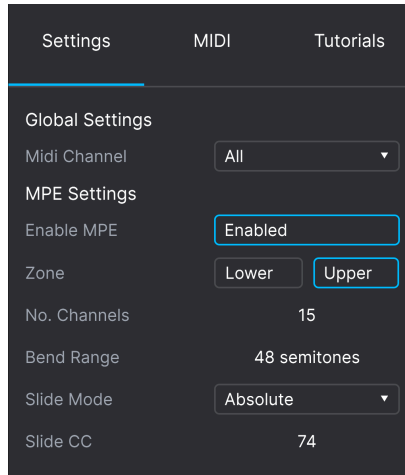 Settings MIDI Tutorials
Global Settings
Midi Channel All
MPE Settings
Enable MPE Enabled
Zone Lower Upper
No. Channels 15
Bend Range 48 semitones
Slide Mode Absolute
Slide CC 74